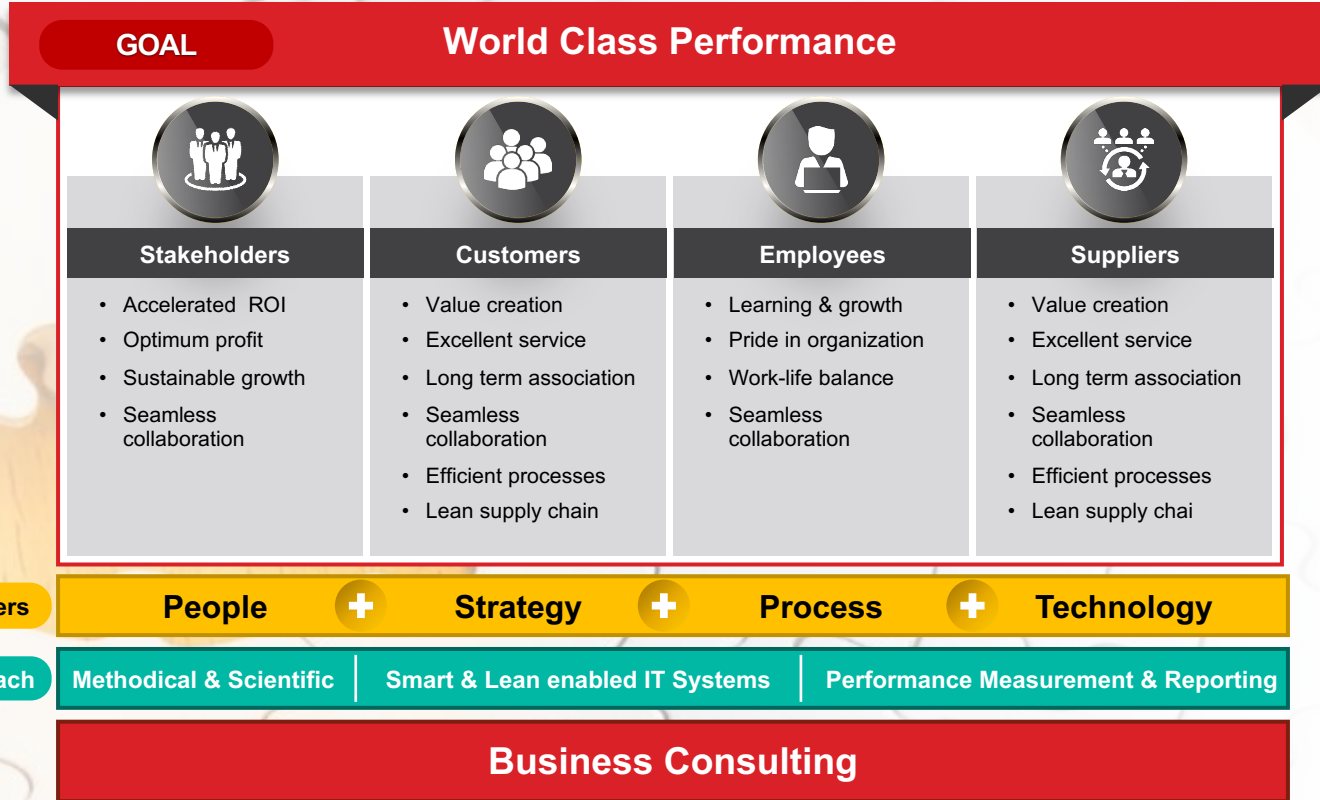 GOAL
World Class Performance
Stakeholders
• Accelerated ROI
• Optimum profit
• Sustainable growth
• Seamless
collaboration
Customers
• Value creation
• Excellent service
• Long term association
• Seamless
collaboration
• Efficient processes
• Lean supply chain
Employees
• Learning & growth
• Pride in organization
• Work-life balance
• Seamless
collaboration
Suppliers
• Value creation
• Excellent service
• Long term association
• Seamless
collaboration
• Efficient processes
• Lean supply chai
ers
People + Strategy + Process + Technology
ach
Methodical & Scientific | Smart & Lean enabled IT Systems | Performance Measurement & Reporting
Business Consulting